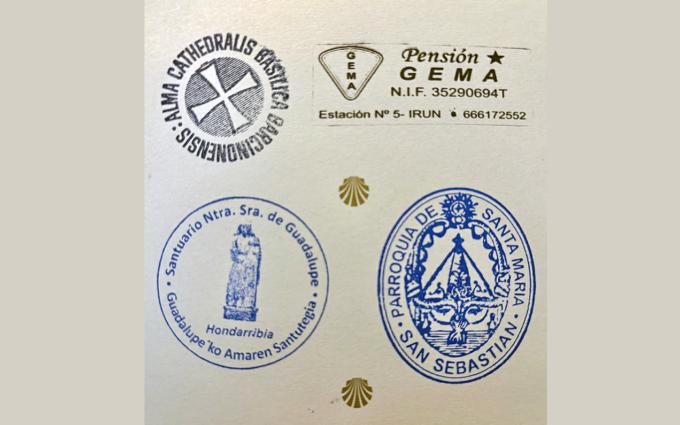 ALMA CATHEDRALIS BASILICA BARCINONENSIS:
GEMA
Pensión ★
GEMA
N.I.F. 35290694T
Estación Nº 5- IRUN • 666172552
• Santuario Ntra. Sra. de Guadalupe •
Guadalupe'ko Amaren Santutegia
Hondarribia
• PARROQUIA DE SANTA MARIA •
SAN SEBASTIAN